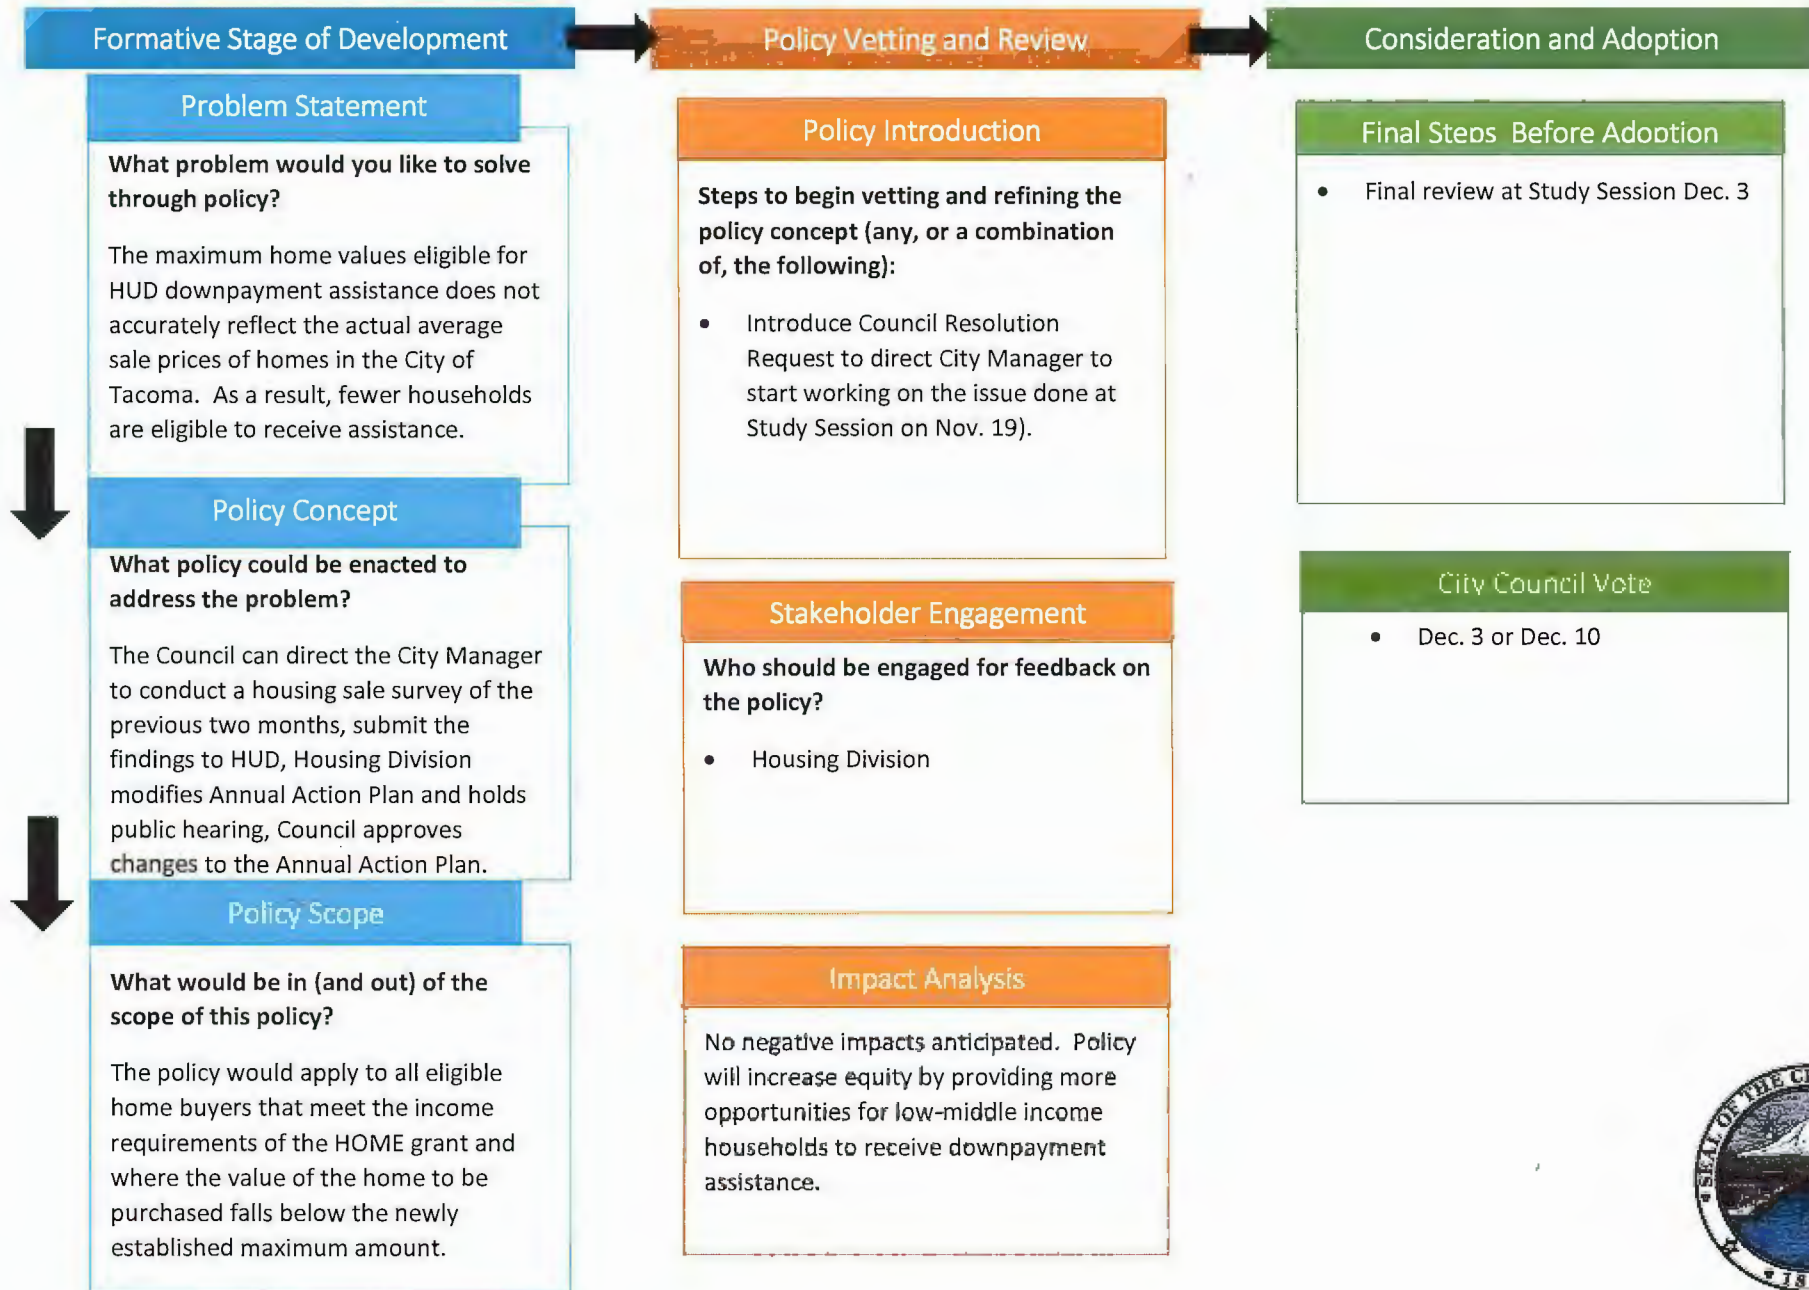 Formative Stage of Development
Problem Statement
What problem would you like to solve
through policy?
The maximum home values eligible for
HUD downpayment assistance does not
accurately reflect the actual average
sale prices of homes in the City of
Tacoma. As a result, fewer households
are eligible to receive assistance.
Policy Concept
What policy could be enacted to
address the problem?
The Council can direct the City Manager
to conduct a housing sale survey of the
previous two months, submit the
findings to HUD, Housing Division
modifies Annual Action Plan and holds
public hearing, Council approves
changes to the Annual Action Plan.
Policy Scope
What would be in (and out) of the
scope of this policy?
The policy would apply to all eligible
home buyers that meet the income
requirements of the HOME grant and
where the value of the home to be
purchased falls below the newly
established maximum amount.
Policy Vetting and Review
Policy Introduction
Steps to begin vetting and refining the
policy concept (any, or a combination
of, the following):
• Introduce Council Resolution
Request to direct City Manager to
start working on the issue done at
Study Session on Nov. 19).
Stakeholder Engagement
Who should be engaged for feedback on
the policy?
• Housing Division
Impact Analysis
No negative impacts anticipated. Policy
will increase equity by providing more
opportunities for low-middle income
households to receive downpayment
assistance.
Consideration and Adoption
Final Steps Before Adoption
• Final review at Study Session Dec. 3
City Council Vote
• Dec. 3 or Dec. 10
SEAL OF THE